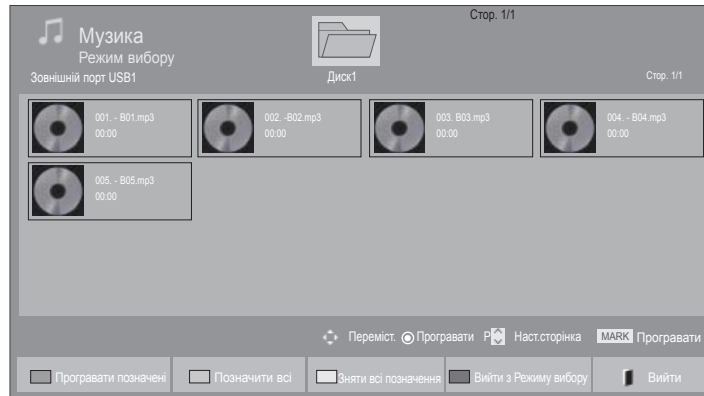 Стор. 1/1
Музика
Режим вибору
Зовнішній порт USB1
Диск1
Стор. 1/1
001. - B01.mp3
00:00
002. -B02.mp3
00:00
003. B03.mp3
00:00
004. - B04.mp3
00:00
005. - B05.mp3
00:00
Переміст. Програвати P Наст.сторінка MARK Програвати
Програвати позначені Позначити всі Зняти всі позначення Вийти з Режиму вибору Вийти